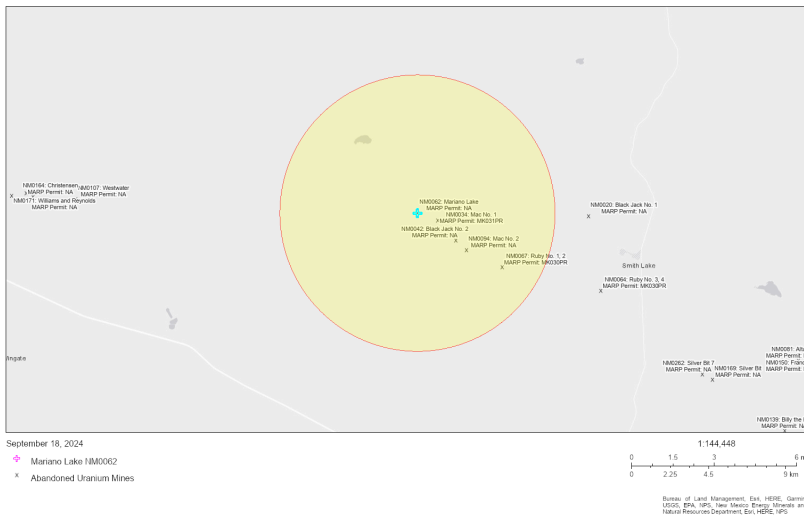 NM0164: Christensen
MARP Permit: NA
NM0107: Westwater
MARP Permit: NA
NM0171: Williams and Reynolds
MARP Permit: NA
NM0062: Mariano Lake
MARP Permit: NA
NM0034: Mac No. 1
MARP Permit: MK031PR
NM0042: Black Jack No. 2
MARP Permit: NA
NM0094: Mac No. 2
MARP Permit: NA
NM0087: Ruby No. 1, 2
MARP Permit: MK030PR
NM0020: Black Jack No. 1
MARP Permit: NA
Smith Lake
NM0064: Ruby No. 3, 4
MARP Permit: MK030PR
NM0081:
MARP Permit:
NM0262: Silver Bit 7
MARP Permit: NA
NM0150:
MARP Permit:
NM0169: Silver Bit
MARP Permit: NA
NM0139: Billy the
MARP Permit:
September 18, 2024
Mariano Lake NM0062
Abandoned Uranium Mines
1:144,448
0 1.5 3 6
0 2.25 4.5 9 km
Bureau of Land Management, Esri, HERE, Garmin
USGS, EPA, NPS, New Mexico Energy Minerals
Natural Resources Department, Esri, HERE, NPS